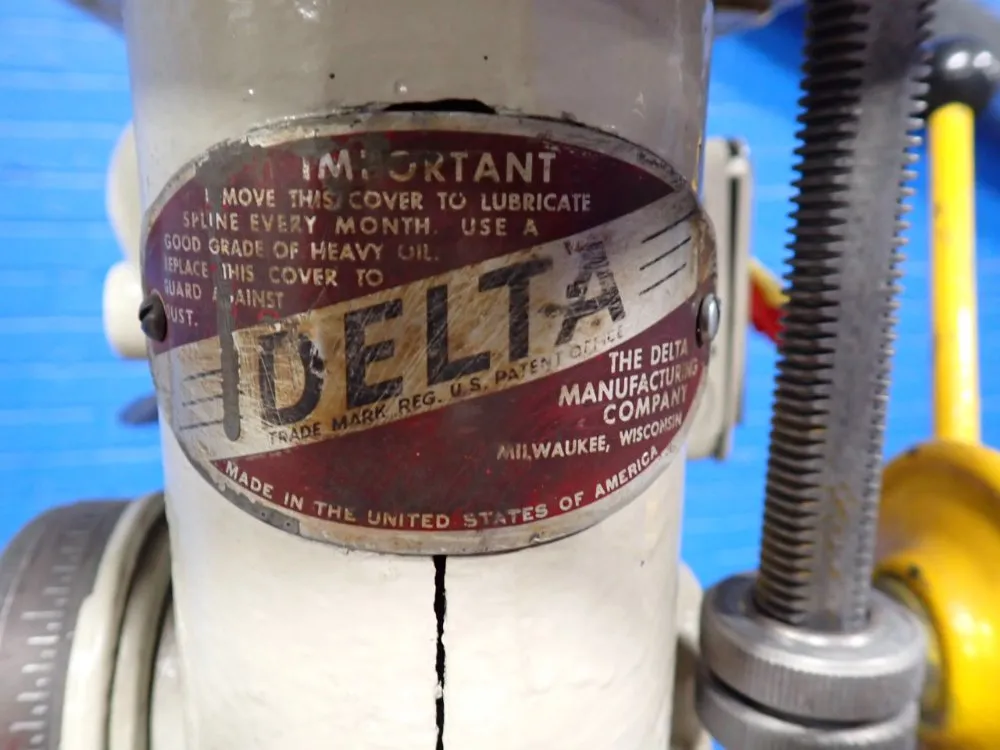 IMPORTANT
REMOVE THIS COVER TO LUBRICATE
SPLINE EVERY MONTH. USE A
GOOD GRADE OF HEAVY OIL.
REPLACE THIS COVER TO
GUARD AGAINST
DUST.
DELTA
TRADE MARK REG. U.S. PATENT OFFICE
THE DELTA
MANUFACTURING
COMPANY
MILWAUKEE, WISCONSIN
MADE IN THE UNITED STATES OF AMERICA